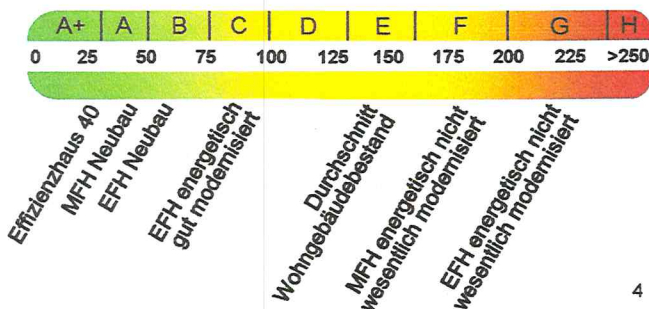 A+ A B C D E F G H
0 25 50 75 100 125 150 175 200 225 >250
Effizienzhaus 40
MFH Neubau
EFH Neubau
EFH energetisch
gut modernisiert
Durchschnitt
Wohngebäudebestand
MFH energetisch nicht
wesentlich modernisiert
EFH energetisch nicht
wesentlich modernisiert
4